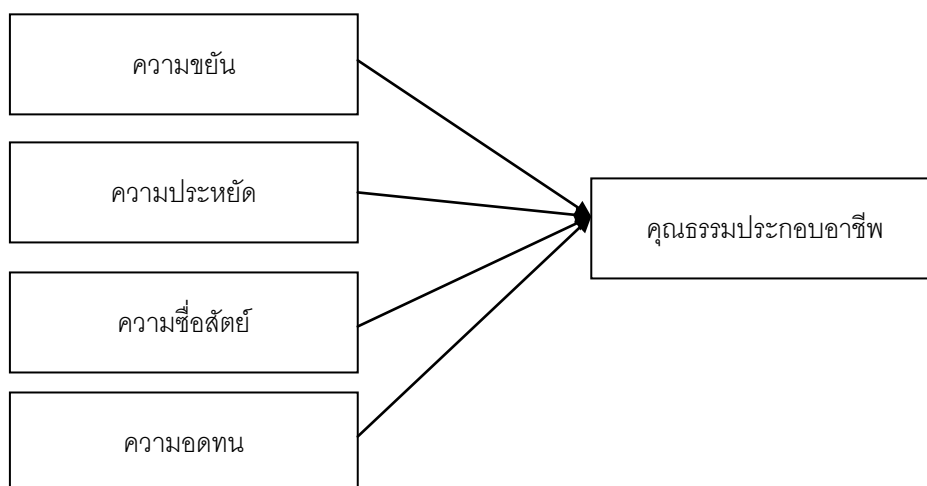 ความขยัน
ความประหยัด
คุณธรรมประกอบอาชีพ
ความซื่อสัตย์
ความอดทน